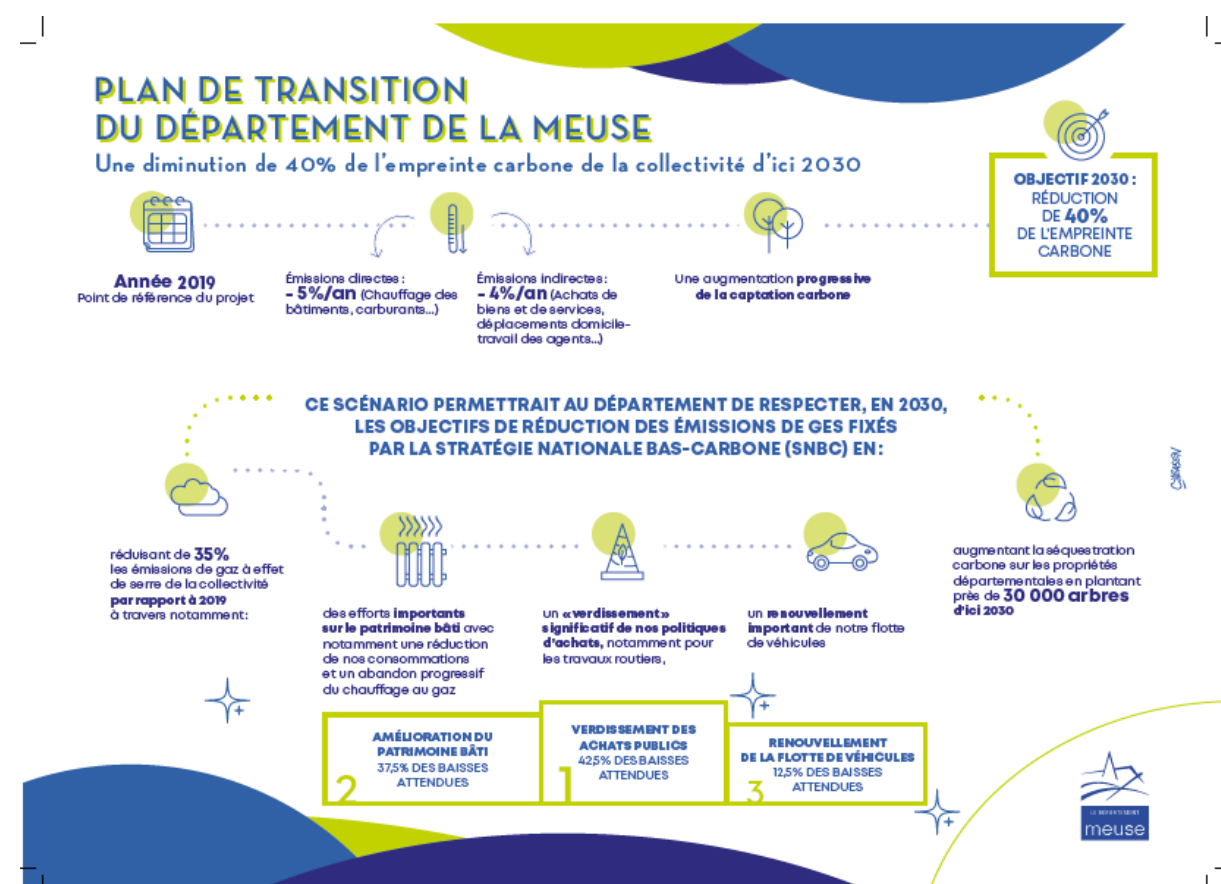 PLAN DE TRANSITION
DU DÉPARTEMENT DE LA MEUSE
Une diminution de 40% de l'empreinte carbone de la collectivité d'ici 2030
OBJECTIF 2030 :
RÉDUCTION
DE 40%
DE L'EMPREINTE
CARBONE
Année 2019
Point de référence du projet
Émissions directes :
- 5%/an (Chauffage des
bâtiments, carburants...)
Émissions indirectes :
- 4%/an (Achats de
biens et de services,
déplacements domicile-
travail des agents...)
Une augmentation progressive
de la captation carbone
CE SCÉNARIO PERMETTRAIT AU DÉPARTEMENT DE RESPECTER, EN 2030,
LES OBJECTIFS DE RÉDUCTION DES ÉMISSIONS DE GES FIXÉS
PAR LA STRATÉGIE NATIONALE BAS-CARBONE (SNBC) EN :
réduisant de 35%
les émissions de gaz à effet
de serre de la collectivité
par rapport à 2019
à travers notamment :
des efforts importants
sur le patrimoine bâti avec
notamment une réduction
de nos consommations
et un abandon progressif
du chauffage au gaz
un «verdissement»
significatif de nos politiques
d'achats, notamment pour
les travaux routiers,
un renouvellement
important de notre flotte
de véhicules
augmentant la séquestration
carbone sur les propriétés
départementales en plantant
près de 30 000 arbres
d'ici 2030
AMÉLIORATION DU
PATRIMOINE BÂTI
37,5% DES BAISSES
ATTENDUES
2
VERDISSEMENT DES
ACHATS PUBLICS
42,5% DES BAISSES
ATTENDUES
1
RENOUVELLEMENT
DE LA FLOTTE DE VÉHICULES
12,5% DES BAISSES
ATTENDUES
3
LE DÉPARTEMENT
meuse